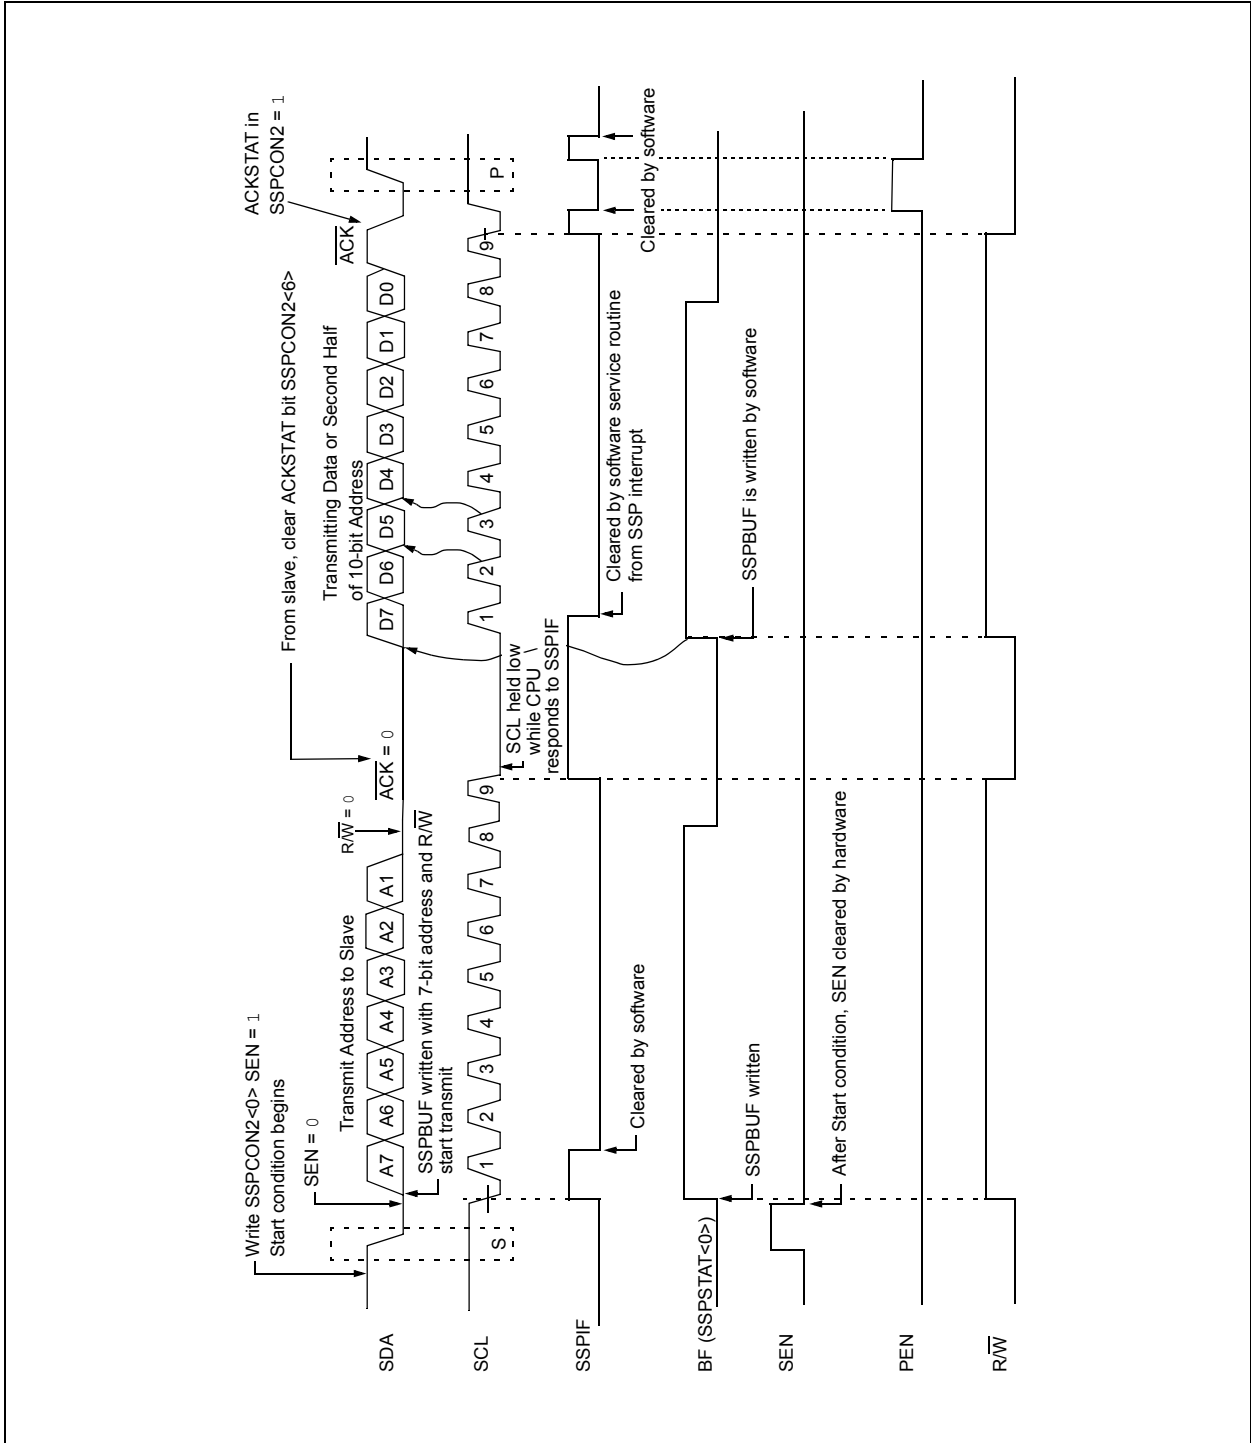 Write SSPCON2<0> SEN = 1
Start condition begins
SEN = 0
From slave, clear ACKSTAT bit SSPCON2<6>
ACKSTAT in
SSPCON2 = 1
Transmit Address to Slave
R/W = 0
ACK = 0
Transmitting Data or Second Half
of 10-bit Address
ACK
SDA
A7 A6 A5 A4 A3 A2 A1
D7 D6 D5 D4 D3 D2 D1 D0
SSPBUF written with 7-bit address and R/W
start transmit
SCL
S
1 2 3 4 5 6 7 8 9
1 2 3 4 5 6 7 8 9
P
SCL held low
while CPU
responds to SSPIF
SSPIF
Cleared by software
Cleared by software service routine
from SSP interrupt
Cleared by software
BF (SSPSTAT<0>)
SSPBUF written
SSPBUF is written by software
SEN
After Start condition, SEN cleared by hardware
PEN
R/W